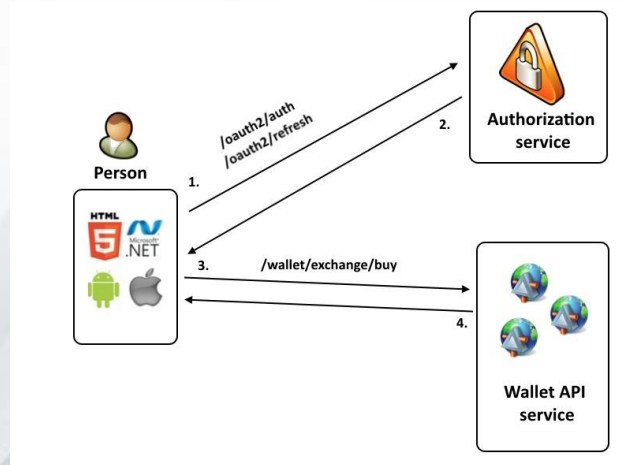 Person
HTML
5
Microsoft
.NET
1.
/oauth2/auth
/oauth2/refresh
2.
Authorization
service
3.
/wallet/exchange/buy
4.
Wallet API
service